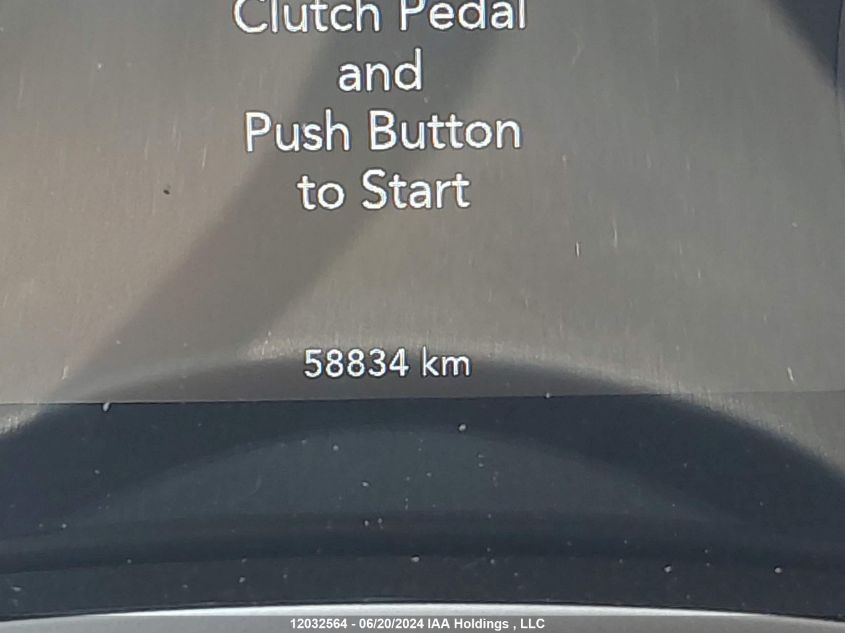 Clutch Pedal
and
Push Button
to Start
58834 km
12032564 - 06/20/2024 IAA Holdings , LLC